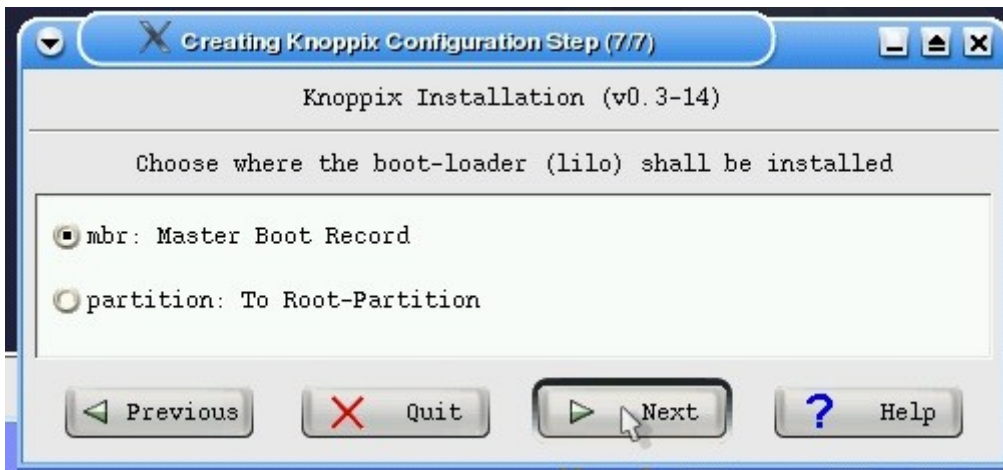 Creating Knoppix Configuration Step (7/7)
Knoppix Installation (v0.3-14)
Choose where the boot-loader (lilo) shall be installed
mbr: Master Boot Record
partition: To Root-Partition
Previous Quit Next ? Help